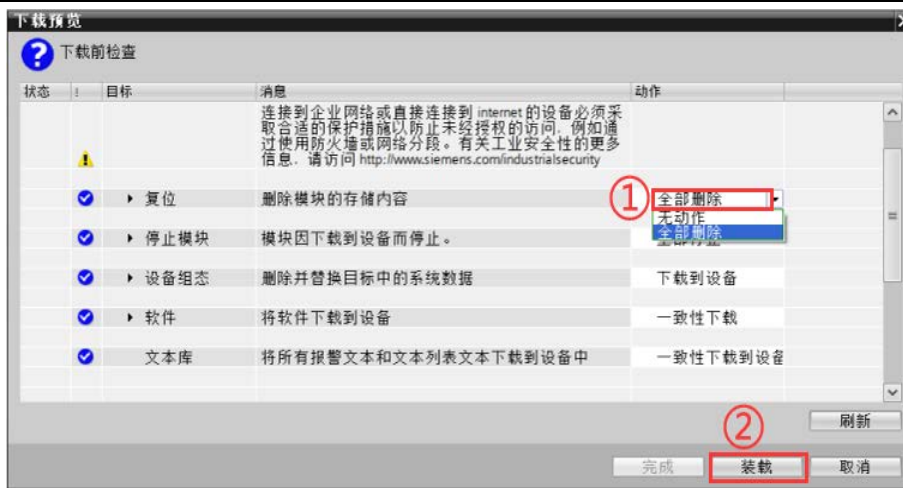 下载预览
下载前检查
状态 ! 目标 消息 动作
连接到企业网络或直接连接到 internet 的设备必须采
取合适的保护措施以防止未经授权的访问. 例如通
过使用防火墙或网络分段。有关工业安全性的更多
信息. 请访问 http://www.siemens.com/industrialsecurity
复位 删除模块的存储内容 ① 全部删除
无动作
全部删除
停止模块 模块因下载到设备而停止。 全部停止
设备组态 删除并替换目标中的系统数据 下载到设备
软件 将软件下载到设备 一致性下载
文本库 将所有报警文本和文本列表文本下载到设备中 一致性下载到设备
刷新
②
完成 装载 取消